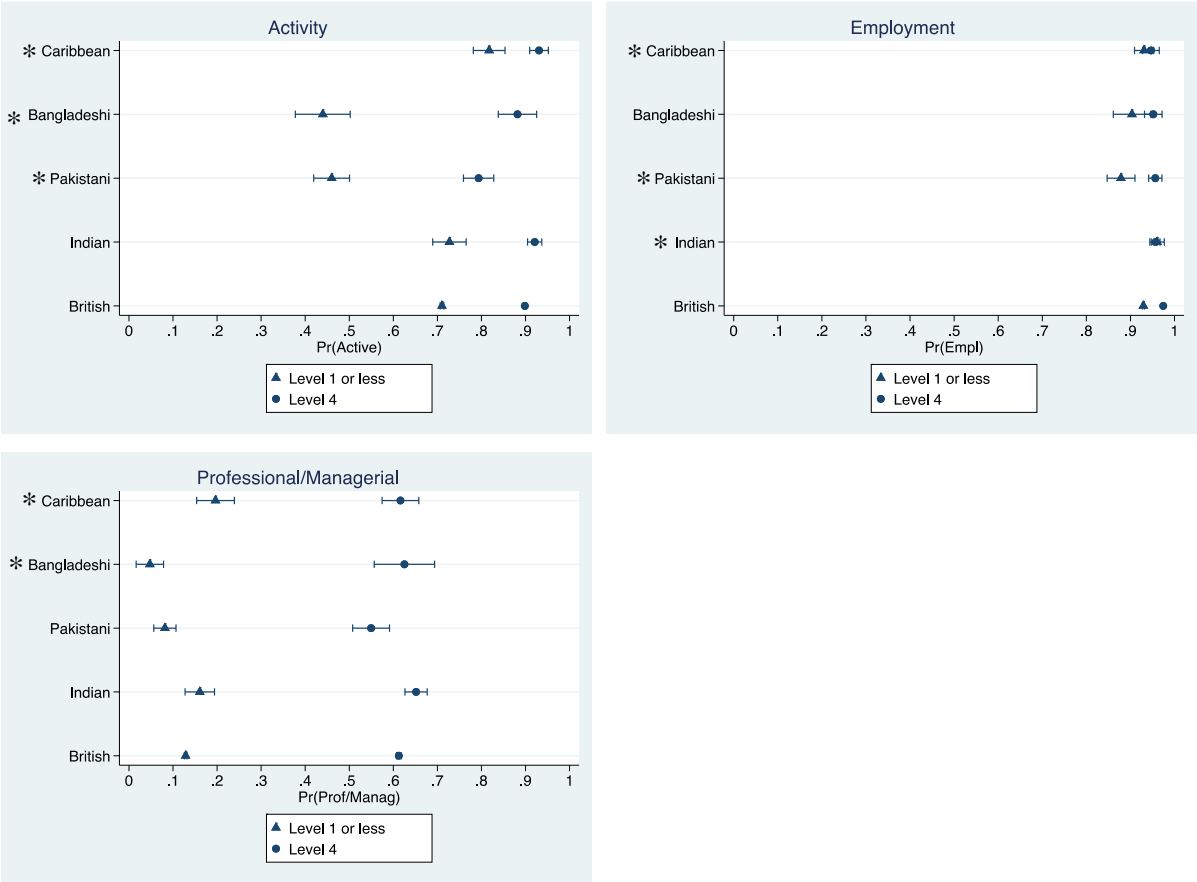 Activity
* Caribbean
* Bangladeshi
* Pakistani
Indian
British
0 .1 .2 .3 .4 .5 .6 .7 .8 .9 1
Pr(Active)
Level 1 or less
Level 4
Employment
* Caribbean
Bangladeshi
* Pakistani
* Indian
British
0 .1 .2 .3 .4 .5 .6 .7 .8 .9 1
Pr(Empl)
Level 1 or less
Level 4
Professional/Managerial
* Caribbean
* Bangladeshi
Pakistani
Indian
British
0 .1 .2 .3 .4 .5 .6 .7 .8 .9 1
Pr(Prof/Manag)
Level 1 or less
Level 4